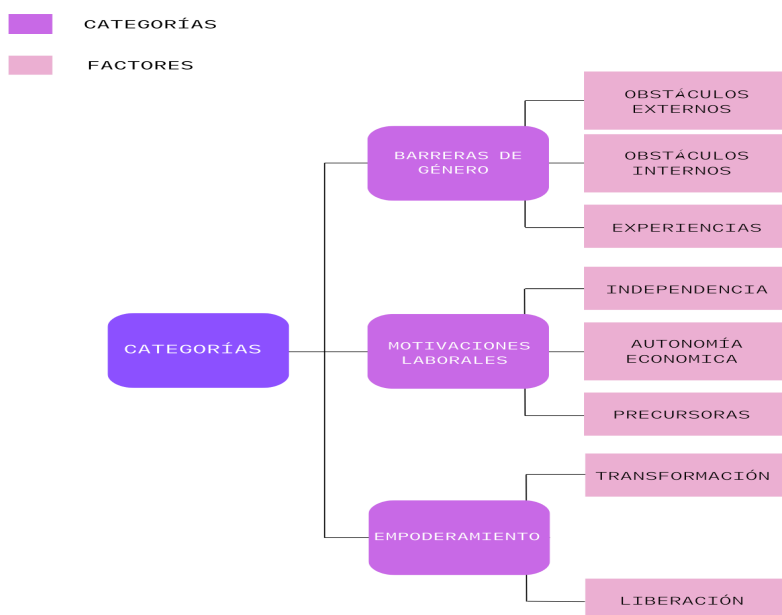 CATEGORÍAS
FACTORES
OBSTÁCULOS
EXTERNOS
BARRERAS DE
GÉNERO
OBSTÁCULOS
INTERNOS
EXPERIENCIAS
INDEPENDENCIA
CATEGORÍAS
MOTIVACIONES
LABORALES
AUTONOMÍA
ECONOMICA
PRECURSORAS
TRANSFORMACIÓN
EMPODERAMIENTO
LIBERACIÓN